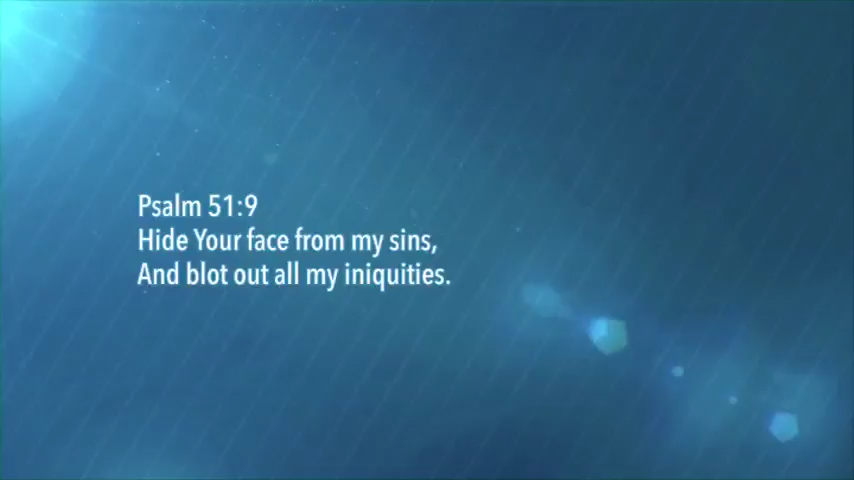 Psalm 51:9
Hide Your face from my sins,
And blot out all my iniquities.